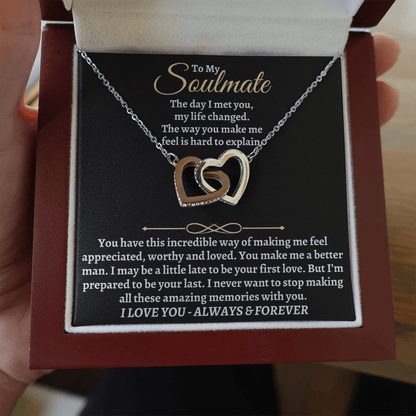 To My
Soulmate
The day I met you,
my life changed.
The way you make me
feel is hard to explain
You have this incredible way of making me feel
appreciated, worthy and loved. You make me a better
man. I may be a little late to be your first love. But I'm
prepared to be your last. I never want to stop making
all these amazing memories with you.
I LOVE YOU - ALWAYS & FOREVER